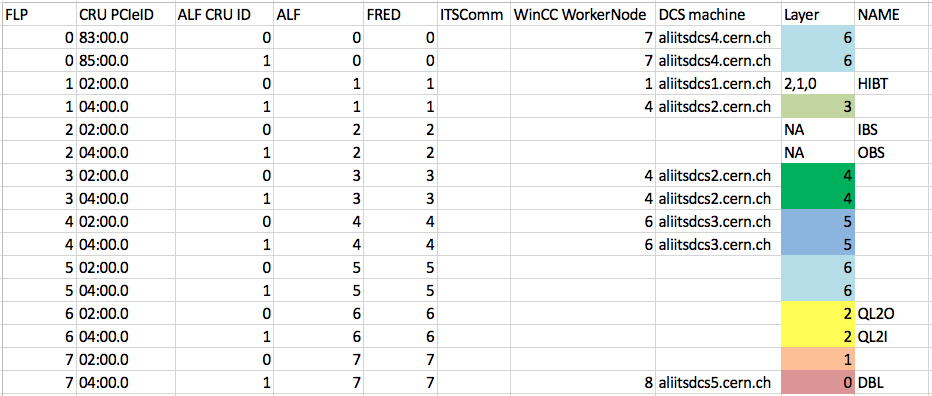 FLP CRU PCIeID ALF CRU ID ALF FRED ITSComm WinCC WorkerNode DCS machine Layer NAME
0 83:00.0 0 0 0 7 aliitsdcs4.cern.ch 6
0 85:00.0 1 0 0 7 aliitsdcs4.cern.ch 6
1 02:00.0 0 1 1 1 aliitsdcs1.cern.ch 2,1,0 HIBT
1 04:00.0 1 1 1 4 aliitsdcs2.cern.ch 3
2 02:00.0 0 2 2 NA IBS
2 04:00.0 1 2 2 NA OBS
3 02:00.0 0 3 3 4 aliitsdcs2.cern.ch 4
3 04:00.0 1 3 3 4 aliitsdcs2.cern.ch 4
4 02:00.0 0 4 4 6 aliitsdcs3.cern.ch 5
4 04:00.0 1 4 4 6 aliitsdcs3.cern.ch 5
5 02:00.0 0 5 5 6
5 04:00.0 1 5 5 6
6 02:00.0 0 6 6 2 QL2O
6 04:00.0 1 6 6 2 QL2I
7 02:00.0 0 7 7 1
7 04:00.0 1 7 7 8 aliitsdcs5.cern.ch 0 DBL